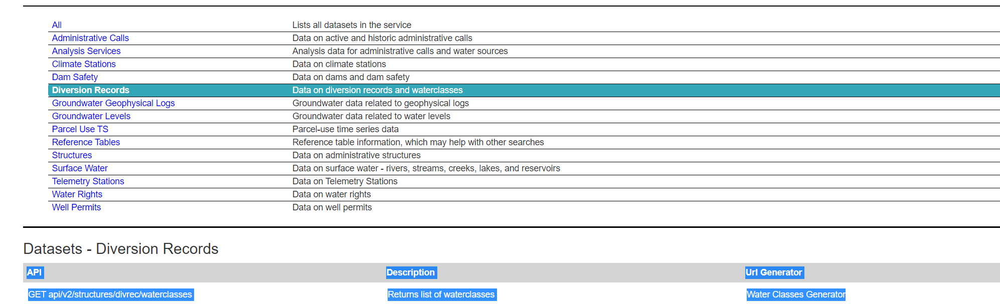 All Lists all datasets in the service
Administrative Calls Data on active and historic administrative calls
Analysis Services Analysis data for administrative calls and water sources
Climate Stations Data on climate stations
Dam Safety Data on dams and dam safety
Diversion Records Data on diversion records and waterclasses
Groundwater Geophysical Logs Groundwater data related to geophysical logs
Groundwater Levels Groundwater data related to water levels
Parcel Use TS Parcel-use time series data
Reference Tables Reference table information, which may help with other searches
Structures Data on administrative structures
Surface Water Data on surface water - rivers, streams, creeks, lakes, and reservoirs
Telemetry Stations Data on Telemetry Stations
Water Rights Data on water rights
Well Permits Data on well permits
Datasets - Diversion Records
API Description Url Generator
GET api/v2/structures/divrec/waterclasses Returns list of waterclasses Water Classes Generator